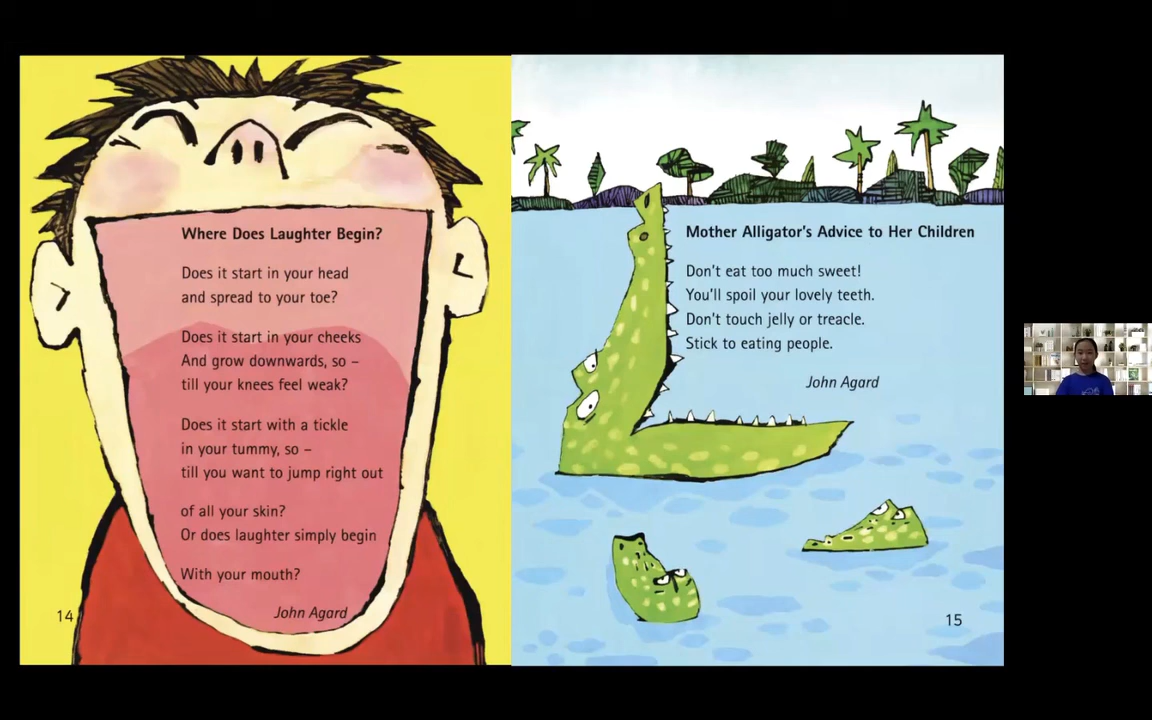 Where Does Laughter Begin?
Does it start in your head
and spread to your toe?
Does it start in your cheeks
And grow downwards, so –
till your knees feel weak?
Does it start with a tickle
in your tummy, so –
till you want to jump right out
of all your skin?
Or does laughter simply begin
With your mouth?
John Agard
14
Mother Alligator's Advice to Her Children
Don't eat too much sweet!
You'll spoil your lovely teeth.
Don't touch jelly or treacle.
Stick to eating people.
John Agard
15